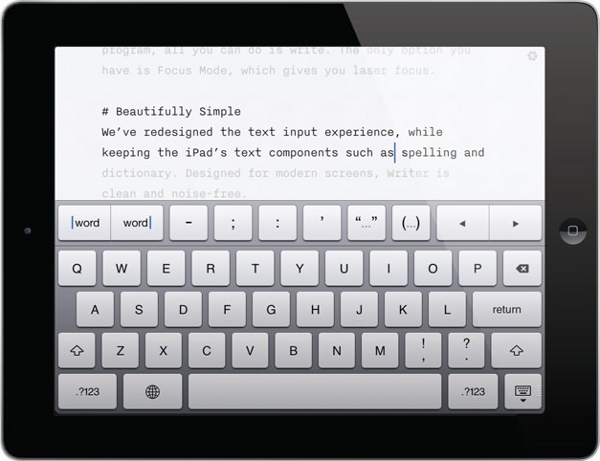 program, all you can do is write. The only option you
have is Focus Mode, which gives you laser focus.
# Beautifully Simple
We've redesigned the text input experience, while
keeping the iPad's text components such as spelling and
dictionary. Designed for modern screens, Writer is
clean and noise-free.
word word - ; : ' "…" (…)
Q W E R T Y U I O P
A S D F G H J K L return
Z X C V B N M ! , ? .
.?123 .?123